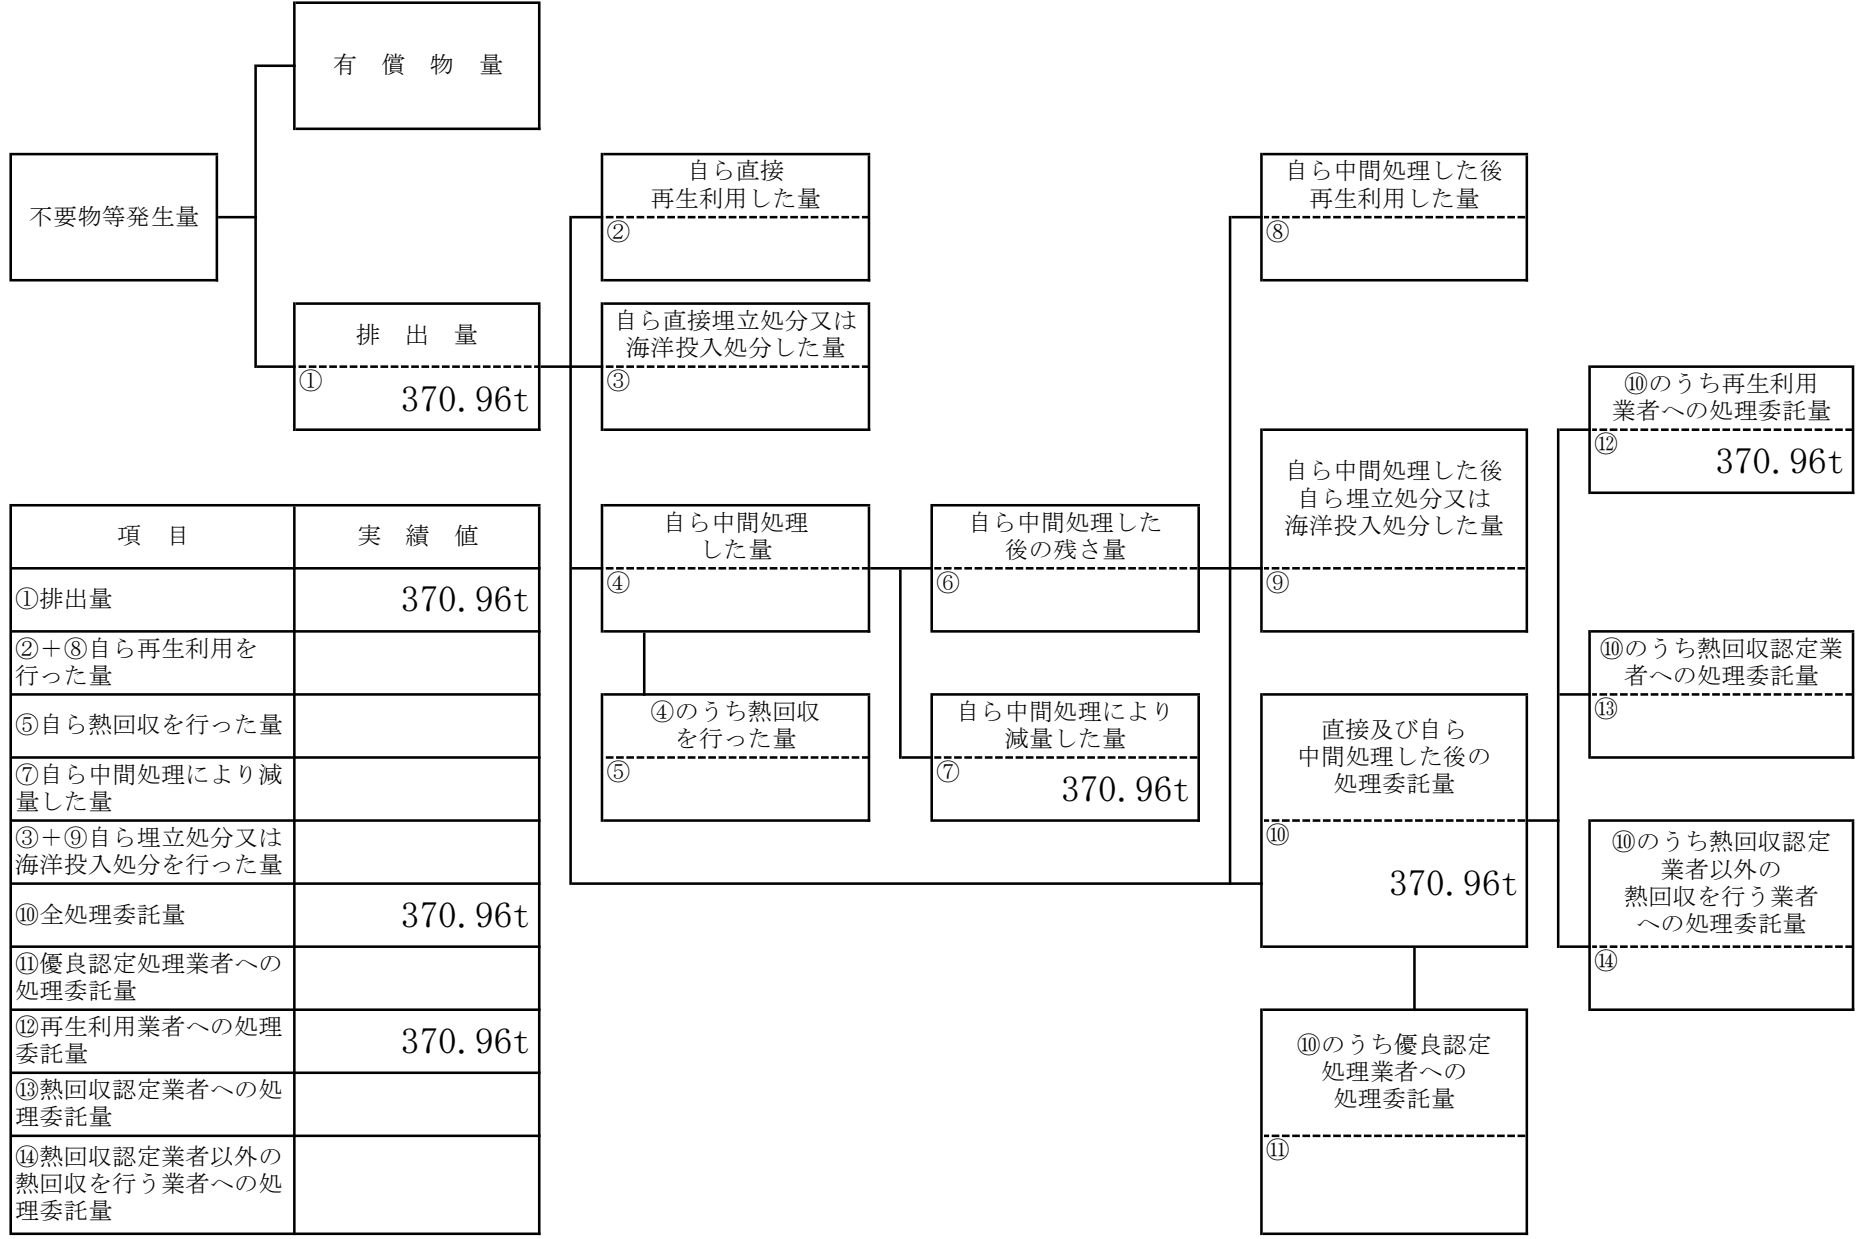 有 償 物 量
不要物等発生量
排 出 量
①
370.96t
自ら直接
再生利用した量
②
自ら直接埋立処分又は
海洋投入処分した量
③
自ら中間処理
した量
④
④のうち熱回収
を行った量
⑤
自ら中間処理した
後の残さ量
⑥
自ら中間処理により
減量した量
⑦
370.96t
自ら中間処理した後
再生利用した量
⑧
自ら中間処理した後
自ら埋立処分又は
海洋投入処分した量
⑨
直接及び自ら
中間処理した後の
処理委託量
⑩
370.96t
⑩のうち優良認定
処理業者への
処理委託量
⑪
⑩のうち再生利用
業者への処理委託量
⑫
370.96t
⑩のうち熱回収認定業
者への処理委託量
⑬
⑩のうち熱回収認定
業者以外の
熱回収を行う業者
への処理委託量
⑭
項 目
実 績 値
①排出量
370.96t
②＋⑧自ら再生利用を
行った量
⑤自ら熱回収を行った量
⑦自ら中間処理により減
量した量
③＋⑨自ら埋立処分又は
海洋投入処分を行った量
⑩全処理委託量
370.96t
⑪優良認定処理業者への
処理委託量
⑫再生利用業者への処理
委託量
370.96t
⑬熱回収認定業者への処
理委託量
⑭熱回収認定業者以外の
熱回収を行う業者への処
理委託量